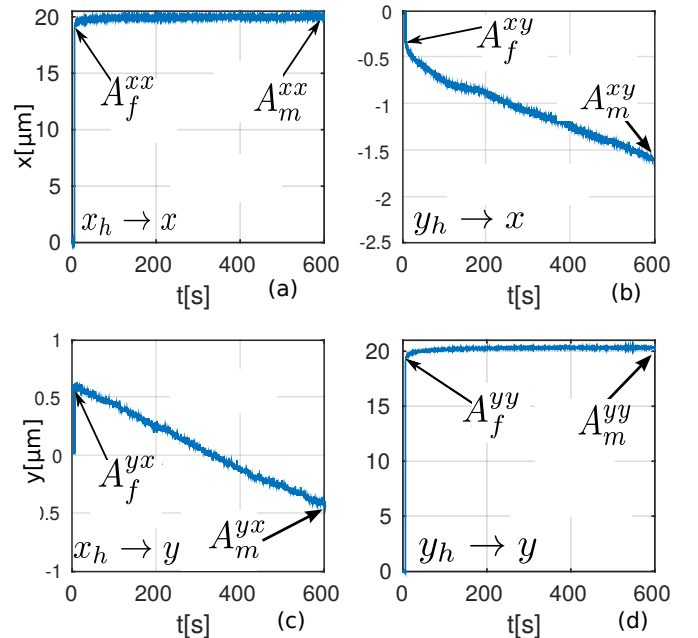 20
15
10
5
0
x[μm]
A_f^{xx}
A_m^{xx}
x_h → x
0
200
400
600
t[s]
(a)
0
-0.5
-1
-1.5
-2
-2.5
A_f^{xy}
A_m^{xy}
y_h → x
0
200
400
600
t[s]
(b)
1
0.5
0
0.5
-1
y[μm]
A_f^{yx}
A_m^{yx}
x_h → y
0
200
400
600
t[s]
(c)
20
15
10
5
0
A_f^{yy}
A_m^{yy}
y_h → y
0
200
400
600
t[s]
(d)